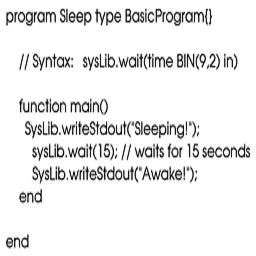 program Sleep type BasicProgram{}
// Syntax: sysLib.wait(time BIN(9,2) in)
function main()
SysLib.writeStdout("Sleeping!");
sysLib.wait(15); // waits for 15 seconds
SysLib.writeStdout("Awake!");
end
end